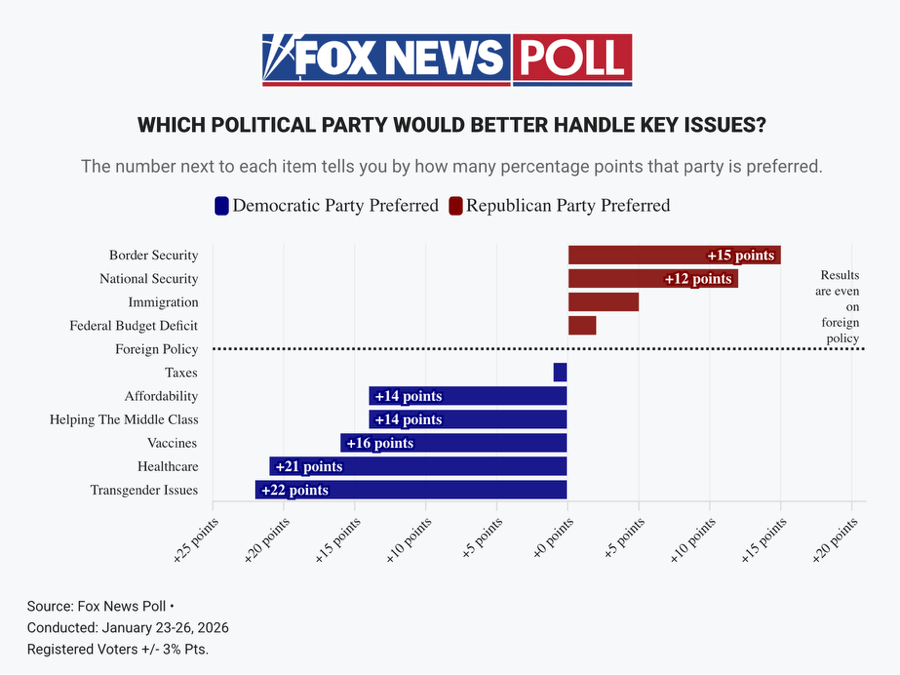 FOX NEWS POLL
WHICH POLITICAL PARTY WOULD BETTER HANDLE KEY ISSUES?
The number next to each item tells you by how many percentage points that party is preferred.
Democratic Party Preferred Republican Party Preferred
Border Security +15 points
National Security +12 points
Immigration
Federal Budget Deficit
Foreign Policy
Results
are even
on
foreign
policy
Taxes
Affordability +14 points
Helping The Middle Class +14 points
Vaccines +16 points
Healthcare +21 points
Transgender Issues +22 points
+25 points +20 points +15 points +10 points +5 points +0 points +5 points +10 points +15 points +20 points
Source: Fox News Poll •
Conducted: January 23-26, 2026
Registered Voters +/- 3% Pts.